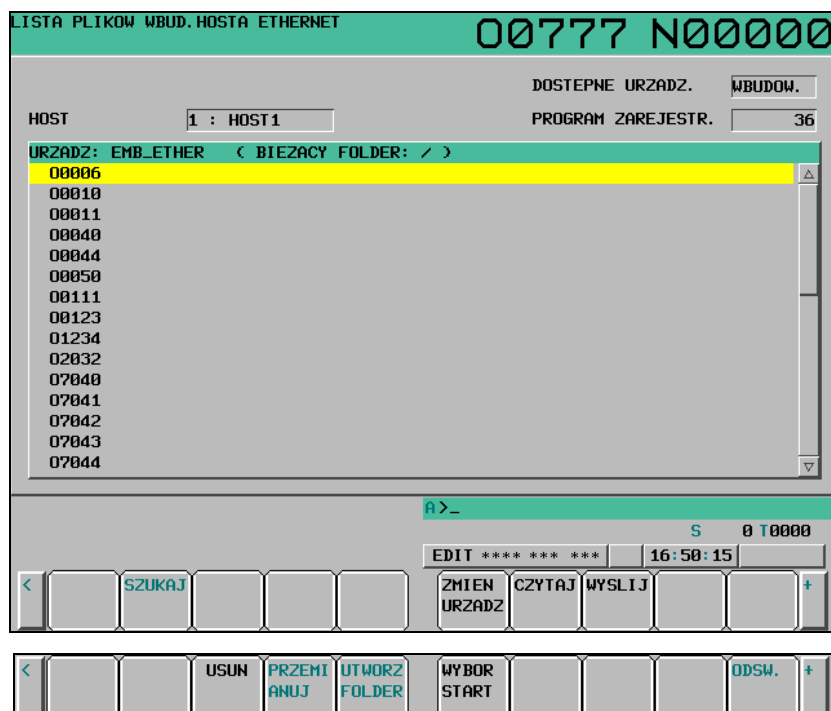 LISTA PLIKOW WBUD.HOSTA ETHERNET O0777 N00000
DOSTEPNE URZADZ. WBUDOW.
HOST 1 : HOST1 PROGRAM ZAREJESTR. 36
URZADZ: EMB_ETHER ( BIEZACY FOLDER: / )
O0006
O0010
O0011
O0040
O0044
O0050
O0111
O0123
O1234
O2032
O7040
O7041
O7042
O7043
O7044
A>_
S 0 T0000
EDIT **** *** *** 16:50:15
< SZUKAJ ZMIEN URZADZ CZYTAJ WYSLIJ +
< USUN PRZEMIANUJ UTWORZ FOLDER WYBOR START ODSW. +